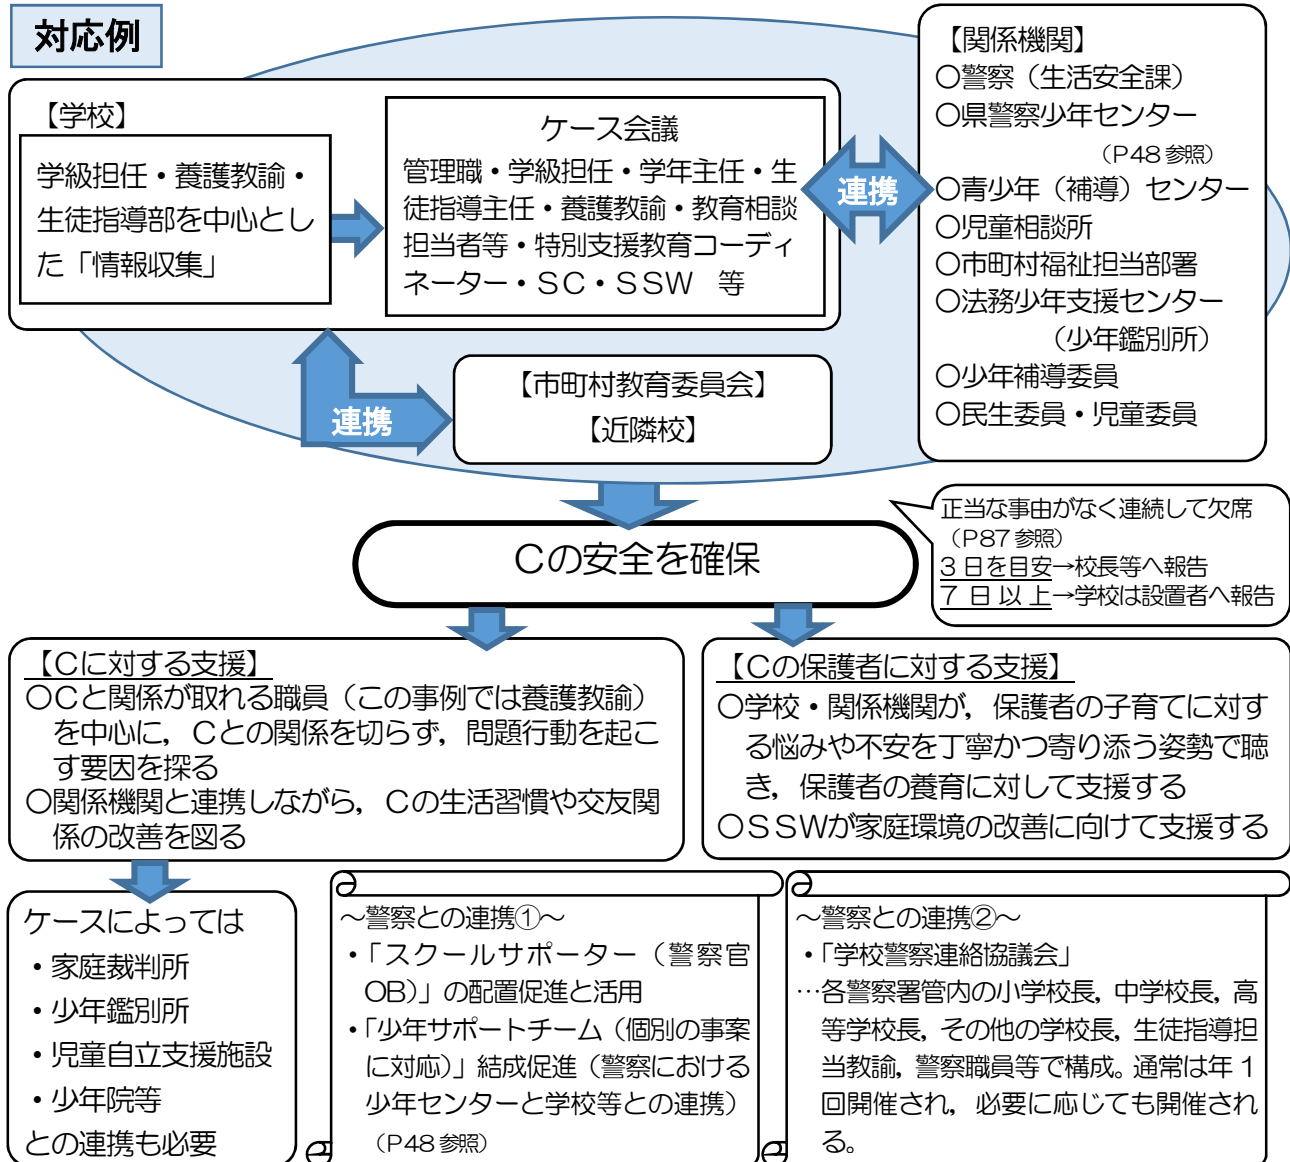 対応例
【学校】
学級担任・養護教諭・
生徒指導部を中心とし
た「情報収集」
ケース会議
管理職・学級担任・学年主任・生
徒指導主任・養護教諭・教育相談
担当者等・特別支援教育コーディ
ネーター・ＳＣ・ＳＳＷ　等
連携
【関係機関】
○警察（生活安全課）
○県警察少年センター
（P48参照）
○青少年（補導）センター
○児童相談所
○市町村福祉担当部署
○法務少年支援センター
（少年鑑別所）
○少年補導委員
○民生委員・児童委員
連携
【市町村教育委員会】
【近隣校】
Ｃの安全を確保
正当な事由がなく連続して欠席
（P87参照）
３日を目安→校長等へ報告
７日以上→学校は設置者へ報告
【Ｃに対する支援】
○Ｃと関係が取れる職員（この事例では養護教諭）
を中心に，Ｃとの関係を切らず，問題行動を起こ
す要因を探る
○関係機関と連携しながら，Ｃの生活習慣や交友関
係の改善を図る
【Ｃの保護者に対する支援】
○学校・関係機関が，保護者の子育てに対す
る悩みや不安を丁寧かつ寄り添う姿勢で聴
き，保護者の養育に対して支援する
○ＳＳＷが家庭環境の改善に向けて支援する
ケースによっては
・家庭裁判所
・少年鑑別所
・児童自立支援施設
・少年院等
との連携も必要
～警察との連携①～
・「スクールサポーター（警察官
OB）」の配置促進と活用
・「少年サポートチーム（個別の事案
に対応）」結成促進（警察における
少年センターと学校等との連携）
（P48参照）
～警察との連携②～
・「学校警察連絡協議会」
…各警察署管内の小学校長，中学校長，高
等学校長，その他の学校長，生徒指導担
当教諭，警察職員等で構成。通常は年１
回開催され，必要に応じても開催され
る。